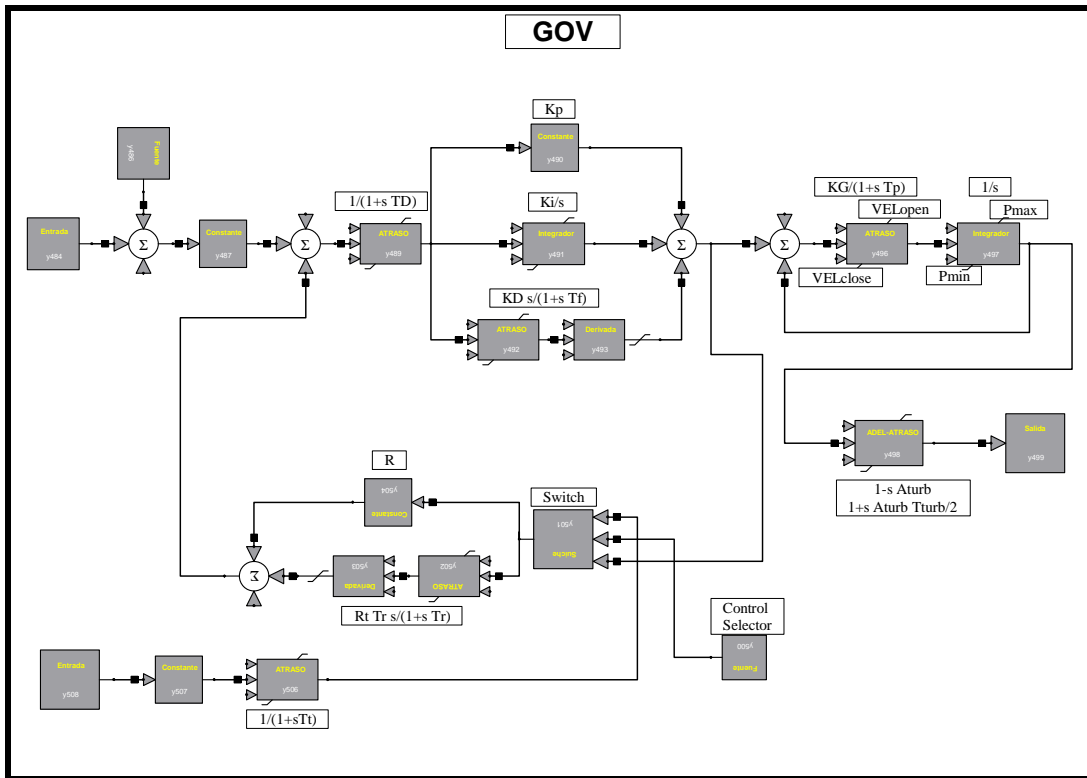 GOV
Kp
Fuente
y486
Constante
y490
1/(1+s TD)
Ki/s
KG/(1+s Tp)
1/s
VELopen
Pmax
Entrada
y484
Σ
Constante
y487
Σ
ATRASO
y489
Integrador
y491
Σ
Σ
ATRASO
y496
Integrador
y497
VELclose
Pmin
KD s/(1+s Tf)
ATRASO
y492
Derivada
y493
ADEL-ATRASO
y498
Salida
y499
R
1-s Aturb
1+s Aturb Tturb/2
Constante
y504
Switch
Suiche
y501
Σ
Derivada
y503
ATRASO
y502
Rt Tr s/(1+s Tr)
Control
Selector
Fuente
y500
Entrada
y508
Constante
y507
ATRASO
y506
1/(1+sTt)